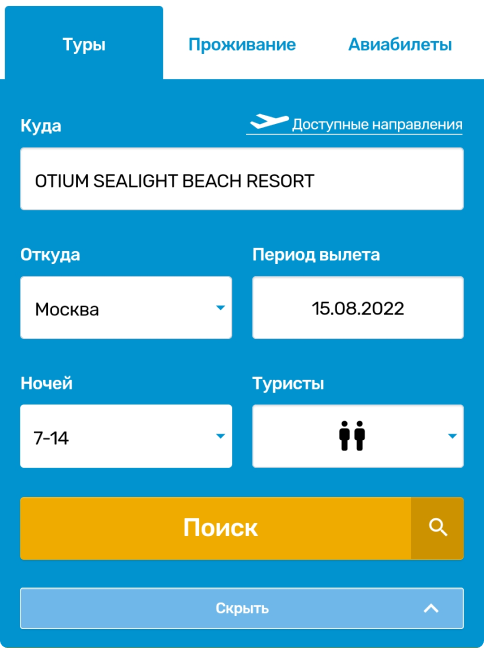 Туры Проживание Авиабилеты
Куда Доступные направления
OTIUM SEALIGHT BEACH RESORT
Откуда Период вылета
Москва 15.08.2022
Ночей Туристы
7-14
Поиск
Скрыть